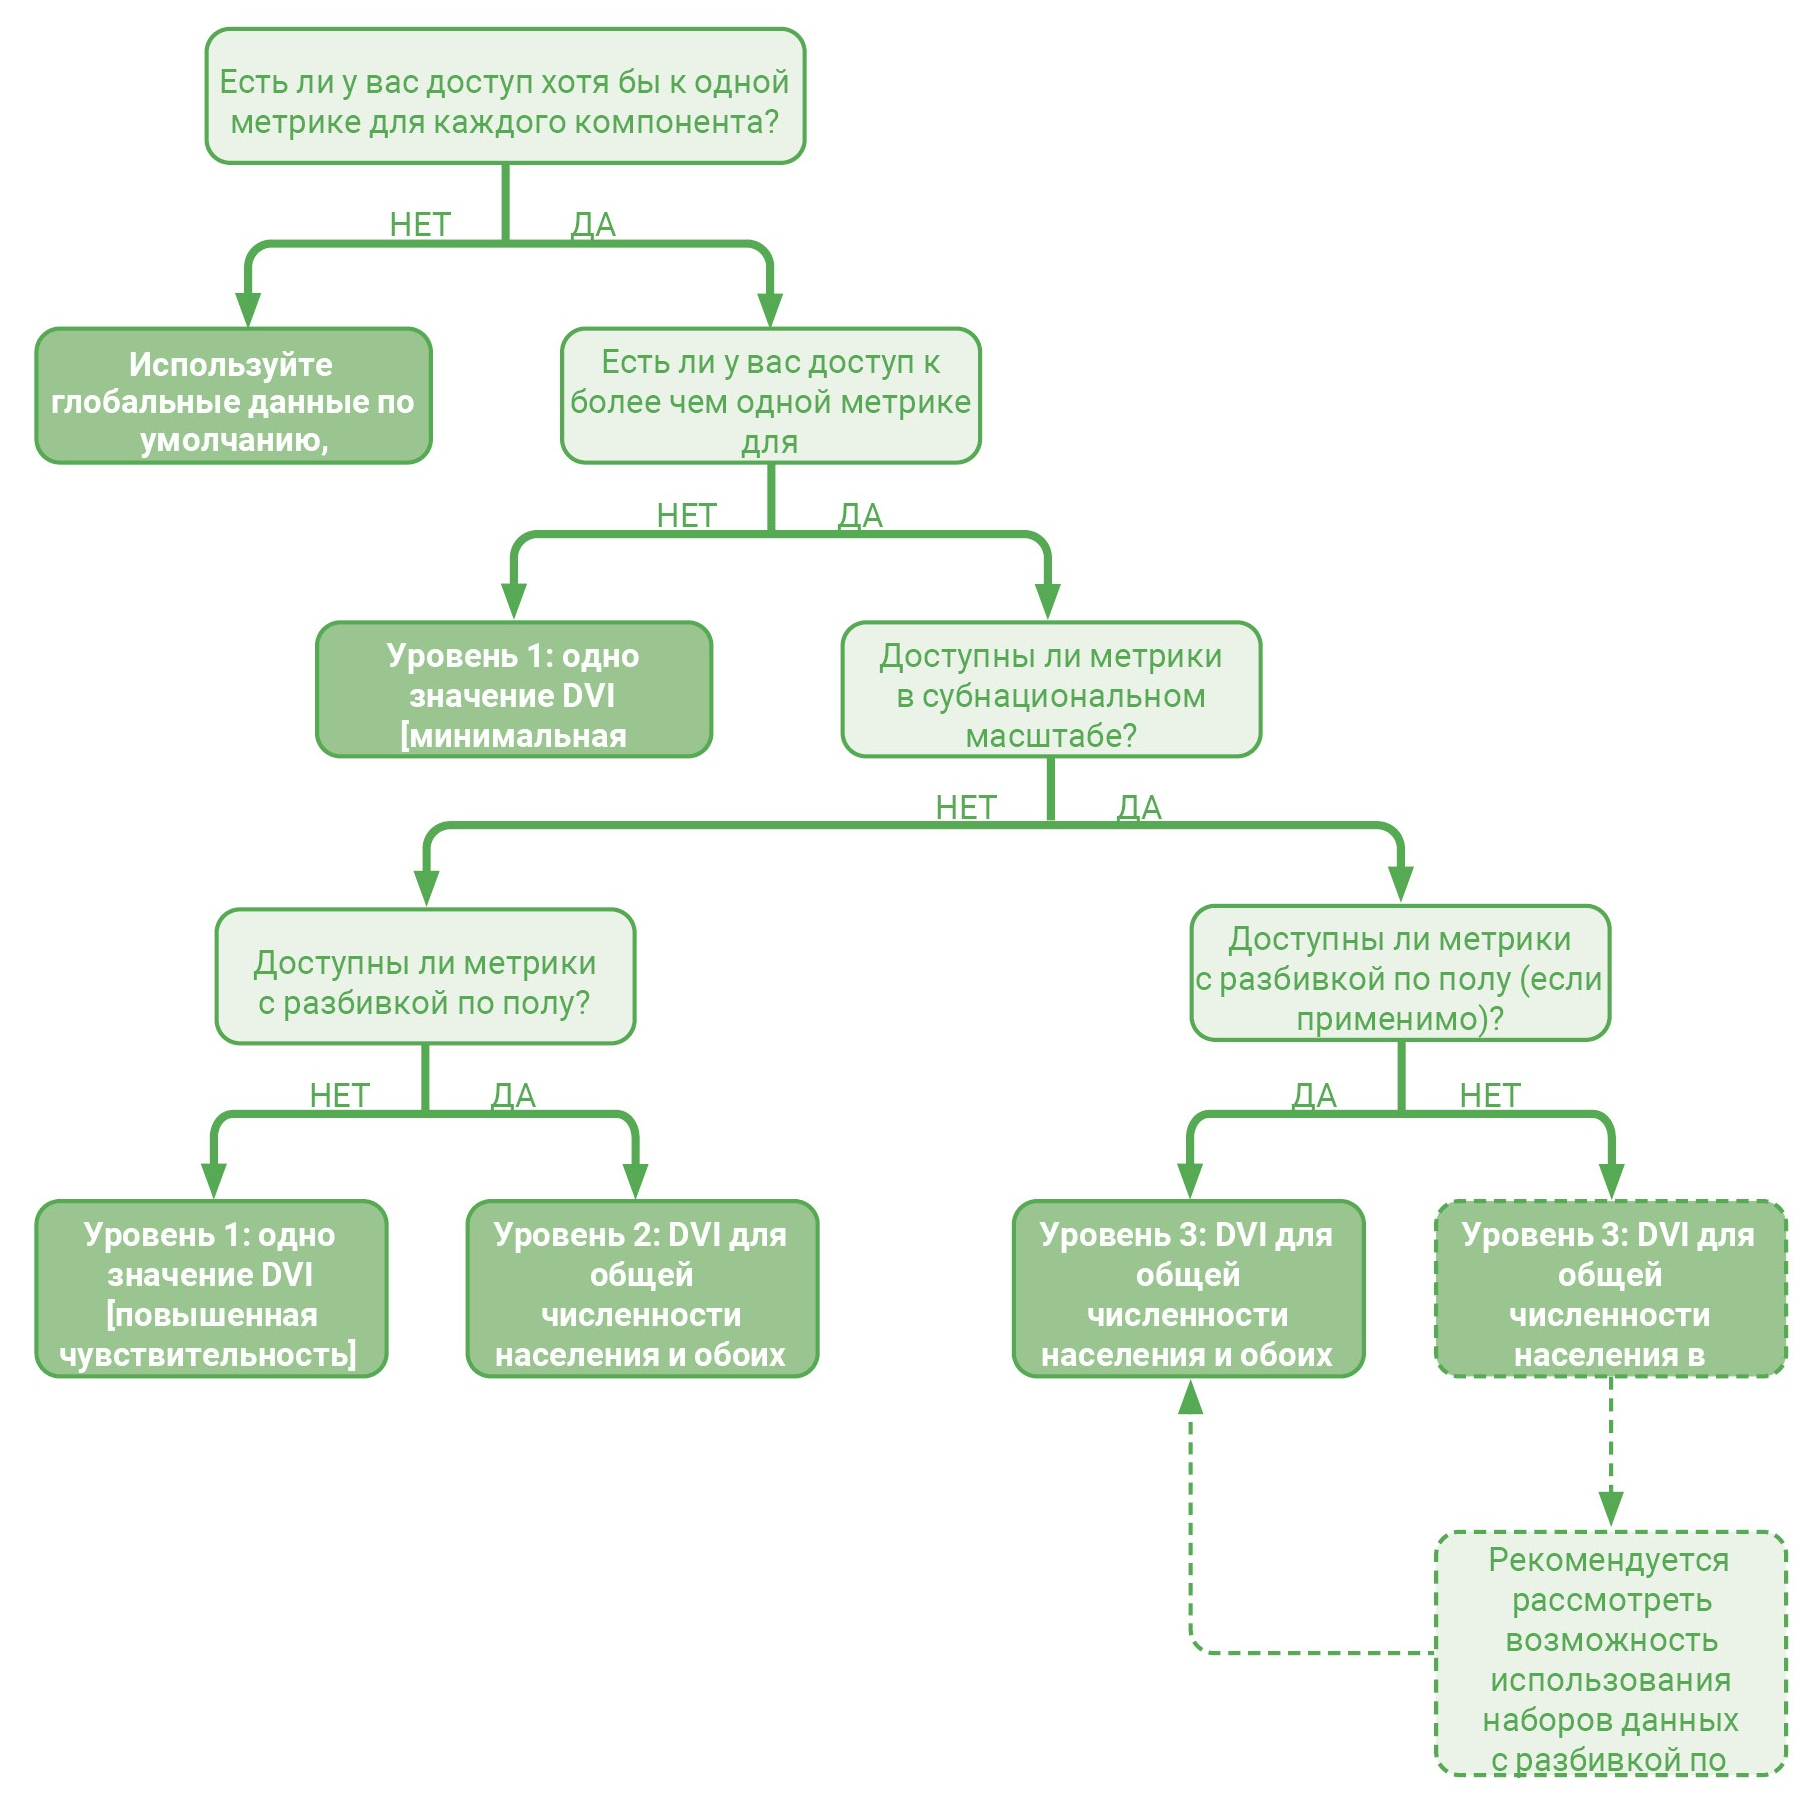 Есть ли у вас доступ хотя бы к одной
метрике для каждого компонента?
НЕТ
ДА
Используйте
глобальные данные по
умолчанию,
Есть ли у вас доступ к
более чем одной метрике
для
НЕТ
ДА
Уровень 1: одно
значение DVI
[минимальная
Доступны ли метрики
в субнациональном
масштабе?
НЕТ
ДА
Доступны ли метрики
с разбивкой по полу?
Доступны ли метрики
с разбивкой по полу (если
применимо)?
НЕТ
ДА
ДА
НЕТ
Уровень 1: одно
значение DVI
[повышенная
чувствительность]
Уровень 2: DVI для
общей
численности
населения и обоих
Уровень 3: DVI для
общей
численности
населения и обоих
Уровень 3: DVI для
общей
численности
населения в
Рекомендуется
рассмотреть
возможность
использования
наборов данных
с разбивкой по